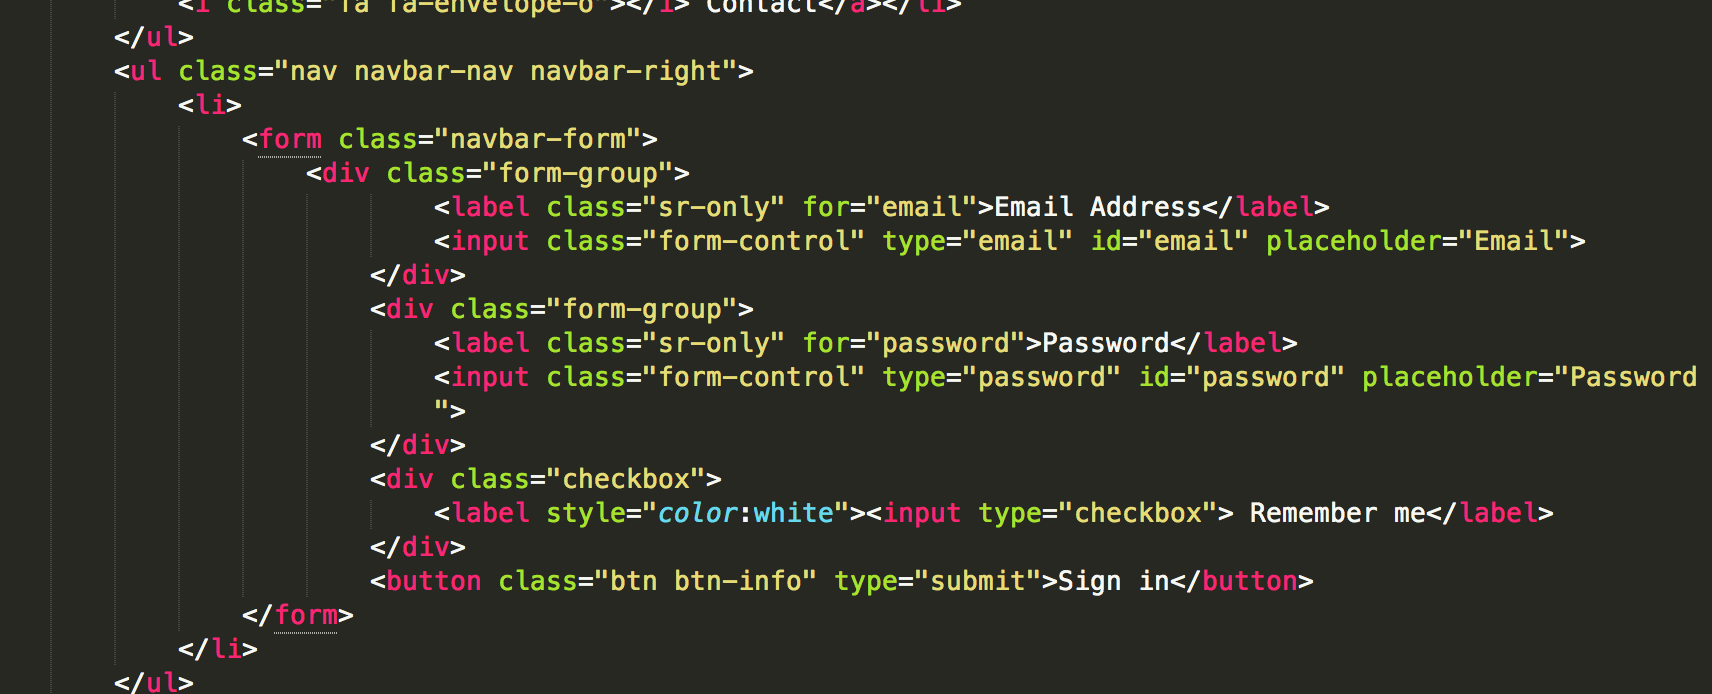 <i class="fa fa-envelope-o"></i> Contact</a></li>
</ul>
<ul class="nav navbar-nav navbar-right">
<li>
<form class="navbar-form">
<div class="form-group">
<label class="sr-only" for="email">Email Address</label>
<input class="form-control" type="email" id="email" placeholder="Email">
</div>
<div class="form-group">
<label class="sr-only" for="password">Password</label>
<input class="form-control" type="password" id="password" placeholder="Password
">
</div>
<div class="checkbox">
<label style="color:white"><input type="checkbox"> Remember me</label>
</div>
<button class="btn btn-info" type="submit">Sign in</button>
</form>
</li>
</ul>